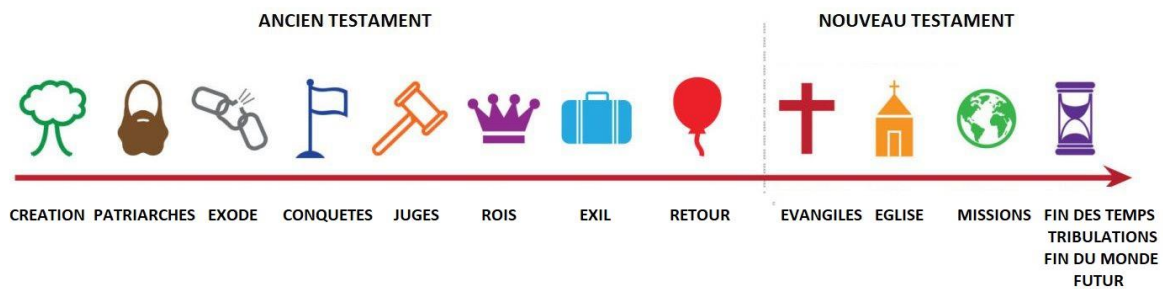 ANCIEN TESTAMENT
NOUVEAU TESTAMENT
CREATION
PATRIARCHES
EXODE
CONQUETES
JUGES
ROIS
EXIL
RETOUR
EVANGILES
EGLISE
MISSIONS
FIN DES TEMPS
TRIBULATIONS
FIN DU MONDE
FUTUR